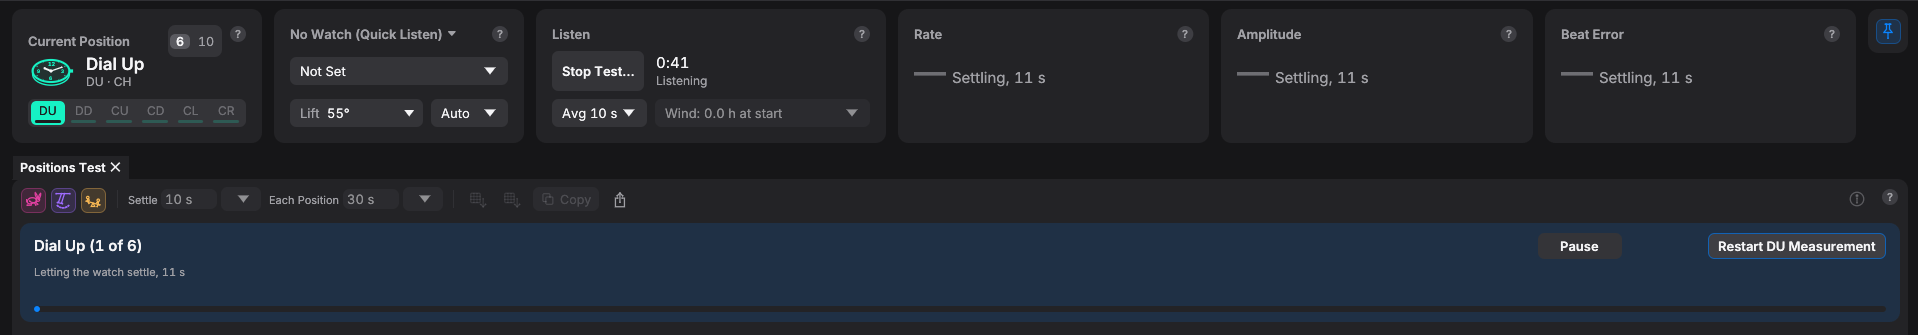 Current Position
6 10
?
Dial Up
DU · CH
DU DD CU CD CL CR
No Watch (Quick Listen)
?
Not Set
Lift 55°
Auto
Listen
?
Stop Test...
0:41
Listening
Avg 10 s
Wind: 0.0 h at start
Rate
?
Settling, 11 s
Amplitude
?
Settling, 11 s
Beat Error
?
Settling, 11 s
Positions Test
Settle 10 s
Each Position 30 s
Copy
?
Dial Up (1 of 6)
Pause
Restart DU Measurement
Letting the watch settle, 11 s